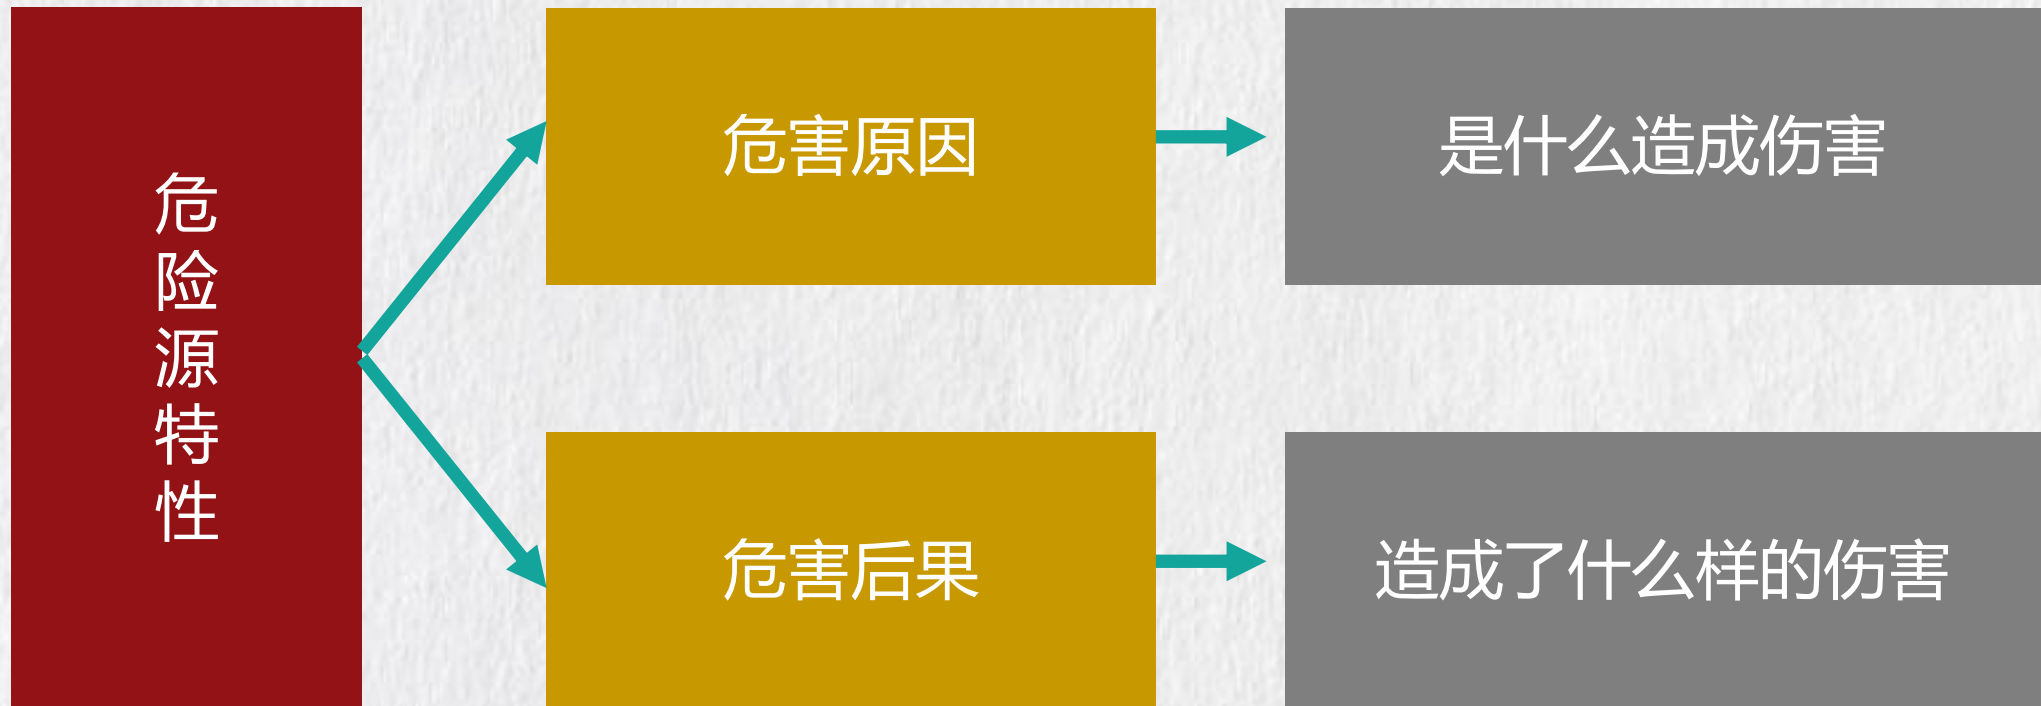 危险源特性
危害原因
是什么造成伤害
危害后果
造成了什么样的伤害